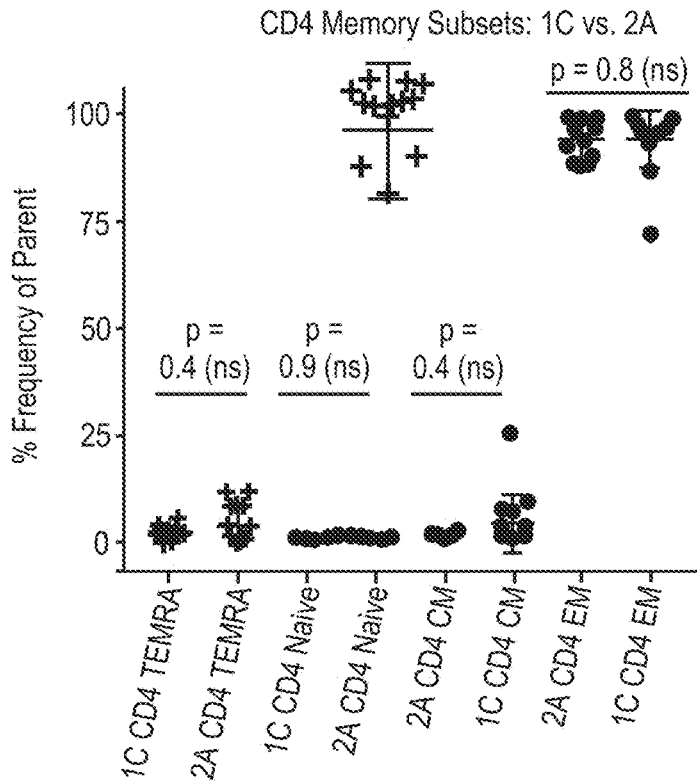 CD4 Memory Subsets: 1C vs. 2A
p = 0.8 (ns)
% Frequency of Parent
100
75
50
25
0
p =
0.4 (ns)
p =
0.9 (ns)
p =
0.4 (ns)
1C CD4 TEMRA
2A CD4 TEMRA
1C CD4 Naive
2A CD4 Naive
2A CD4 CM
1C CD4 CM
2A CD4 EM
1C CD4 EM